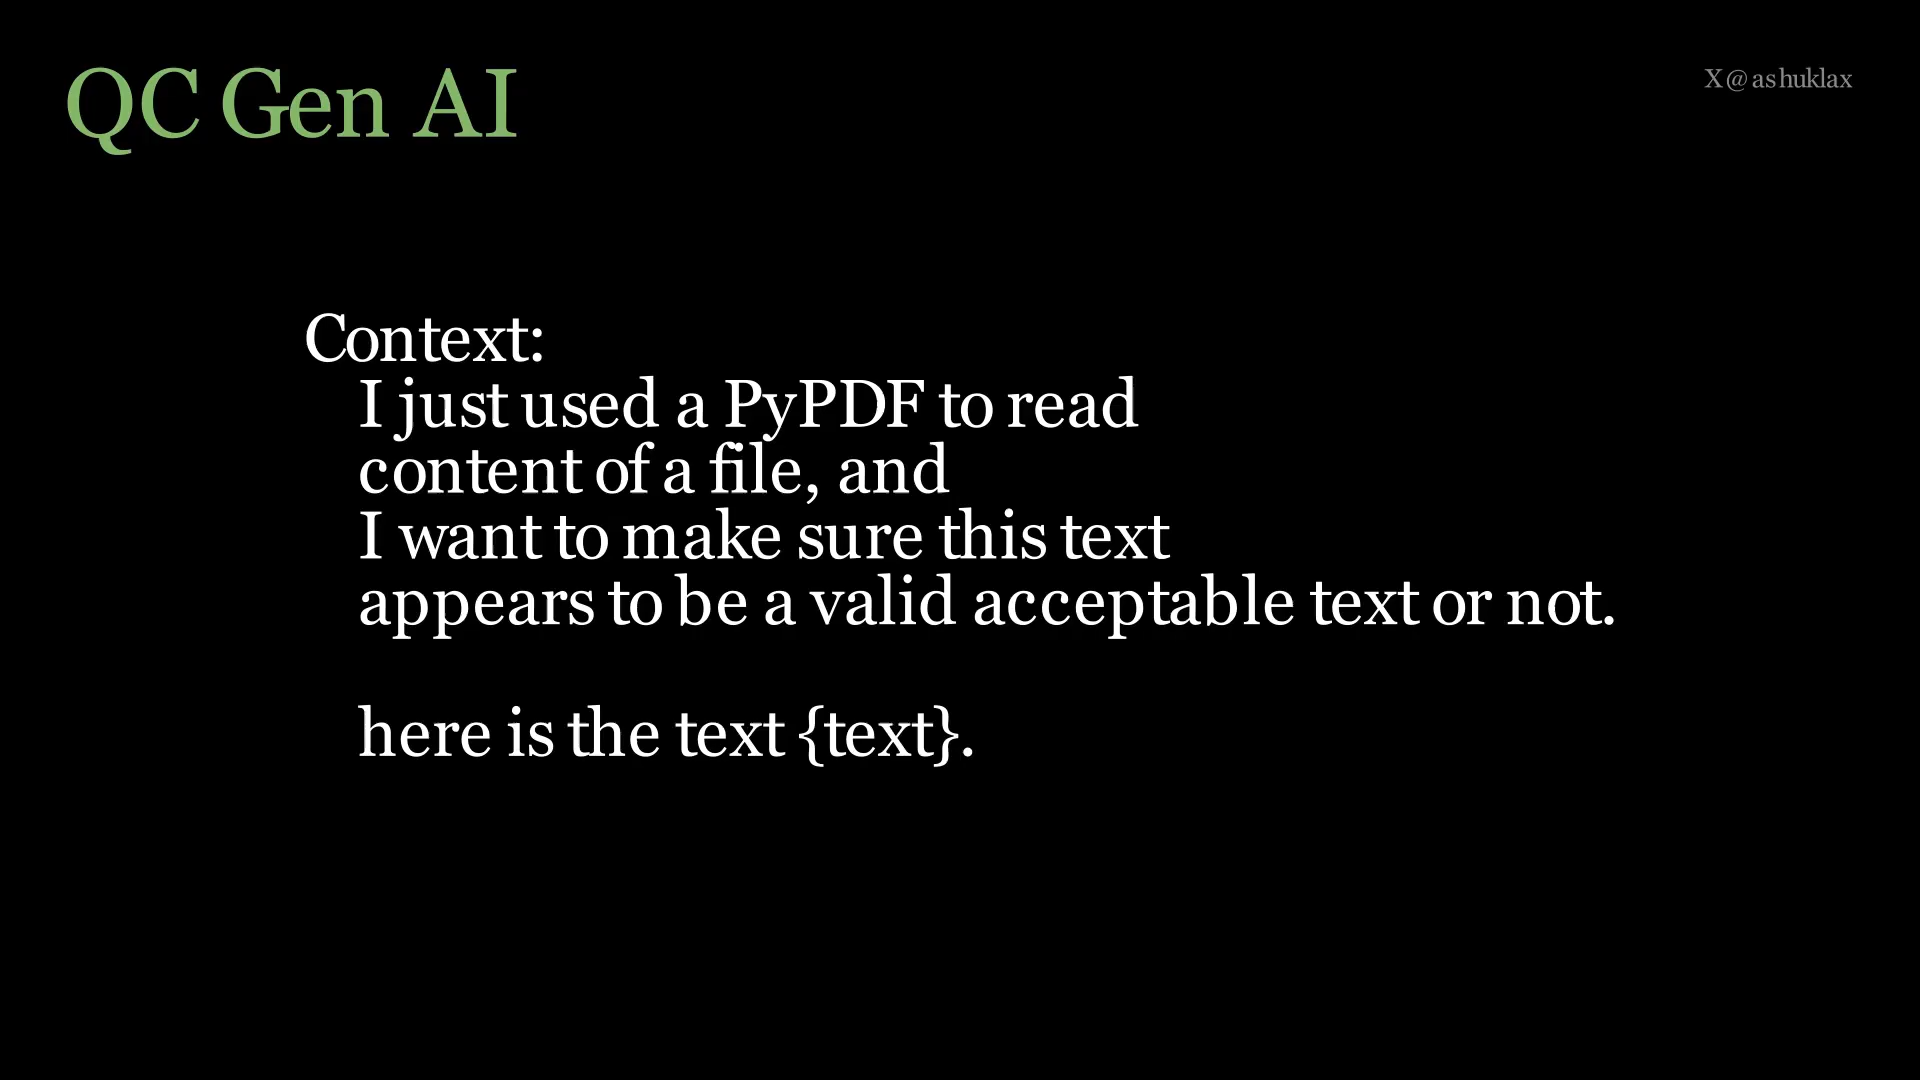 QC Gen AI
X@ashuklax
Context:
I just used a PyPDF to read
content of a file, and
I want to make sure this text
appears to be a valid acceptable text or not.
here is the text {text}.